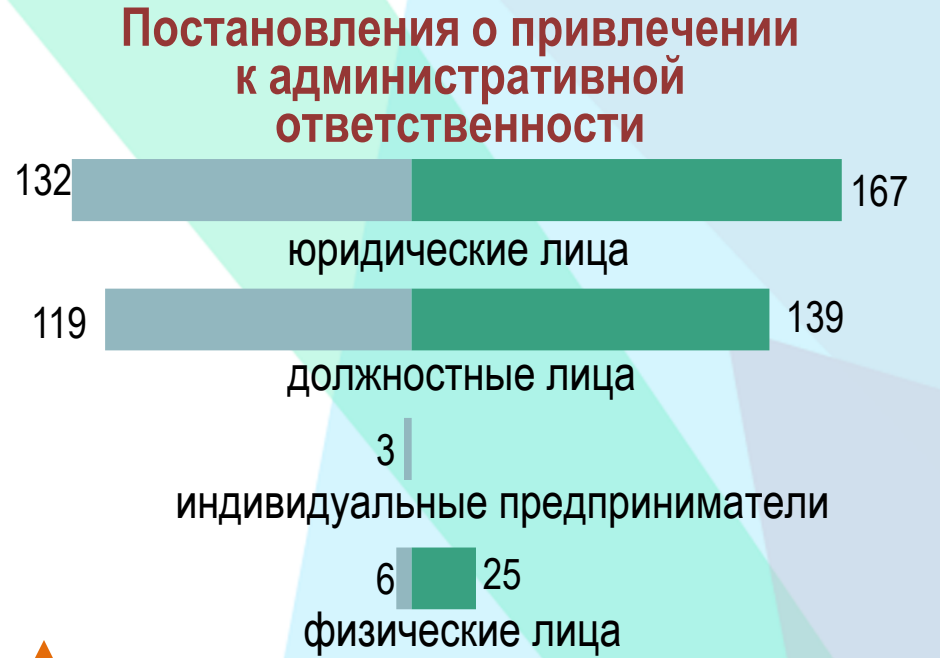 Постановления о привлечении
к административной
ответственности
132
167
юридические лица
119
139
должностные лица
3
индивидуальные предприниматели
6
25
физические лица